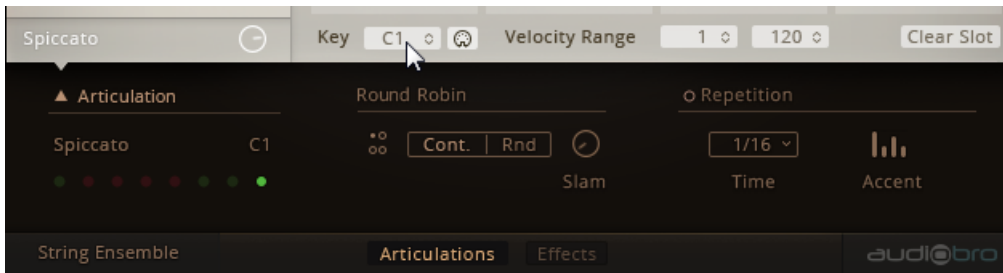 Spiccato Key C1 Velocity Range 1 120 Clear Slot
Articulation Round Robin Repetition
Spiccato C1 Cont. Rnd 1/16
Slam Time Accent
String Ensemble Articulations Effects audiobro